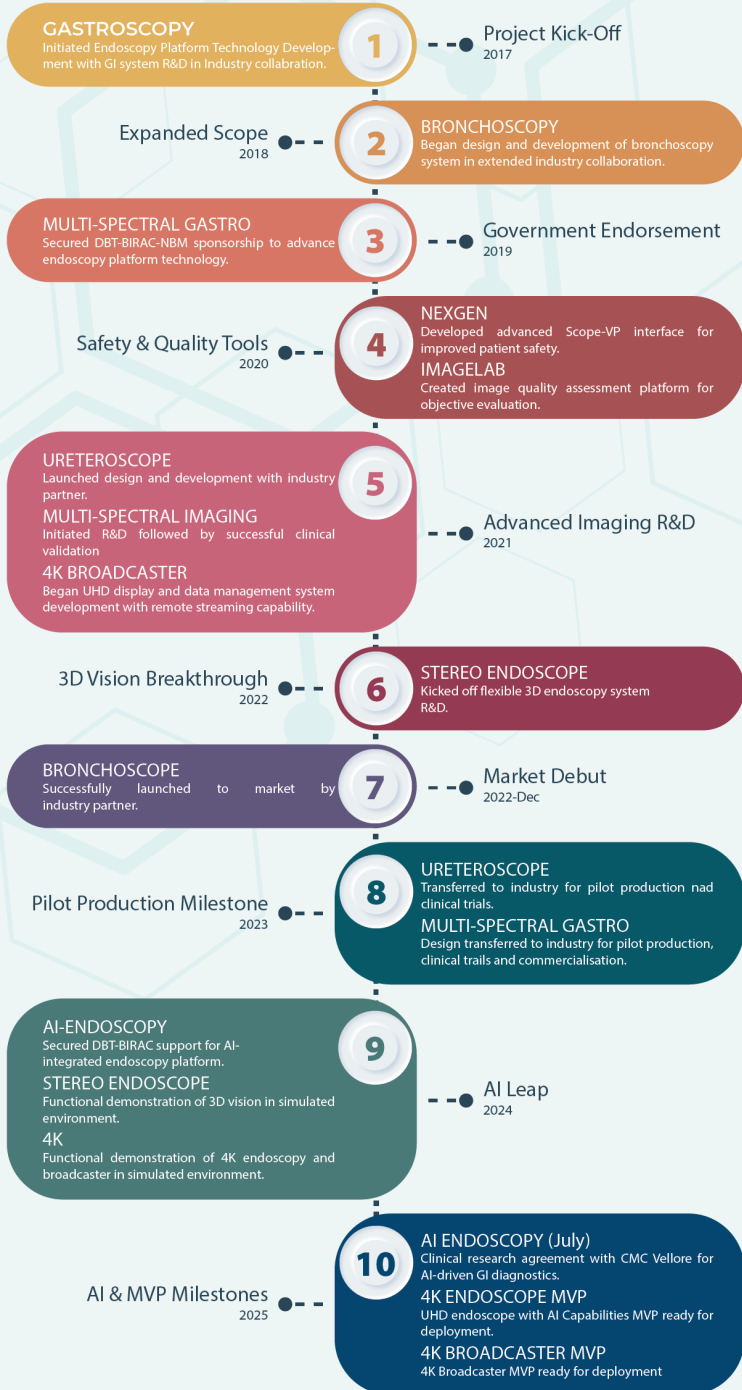 GASTROSCOPY
Initiated Endoscopy Platform Technology Develop-
ment with GI system R&D in Industry collabration.
1
Project Kick-Off
2017
Expanded Scope
2018
2
BRONCHOSCOPY
Began design and development of bronchoscopy
system in extended industry collaboration.
MULTI-SPECTRAL GASTRO
Secured DBT-BIRAC-NBM sponsorship to advance
endoscopy platform technology.
3
Government Endorsement
2019
Safety & Quality Tools
2020
4
NEXGEN
Developed advanced Scope-VP interface for
improved patient safety.
IMAGELAB
Created image quality assessment platform for
objective evaluation.
URETEROSCOPE
Launched design and development with industry
partner.
MULTI-SPECTRAL IMAGING
Initiated R&D followed by successful clinical
validation
4K BROADCASTER
Began UHD display and data management system
development with remote streaming capability.
5
Advanced Imaging R&D
2021
3D Vision Breakthrough
2022
6
STEREO ENDOSCOPE
Kicked off flexible 3D endoscopy system
R&D.
BRONCHOSCOPE
Successfully launched to market by
industry partner.
7
Market Debut
2022-Dec
Pilot Production Milestone
2023
8
URETEROSCOPE
Transferred to industry for pilot production nad
clinical trials.
MULTI-SPECTRAL GASTRO
Design transferred to industry for pilot production,
clinical trails and commercialisation.
AI-ENDOSCOPY
Secured DBT-BIRAC support for AI-
integrated endoscopy platform.
STEREO ENDOSCOPE
Functional demonstration of 3D vision in simulated
environment.
4K
Functional demonstration of 4K endoscopy and
broadcaster in simulated environment.
9
AI Leap
2024
AI & MVP Milestones
2025
10
AI ENDOSCOPY (July)
Clinical research agreement with CMC Vellore for
AI-driven GI diagnostics.
4K ENDOSCOPE MVP
UHD endoscope with AI Capabilities MVP ready for
deployment.
4K BROADCASTER MVP
4K Broadcaster MVP ready for deployment